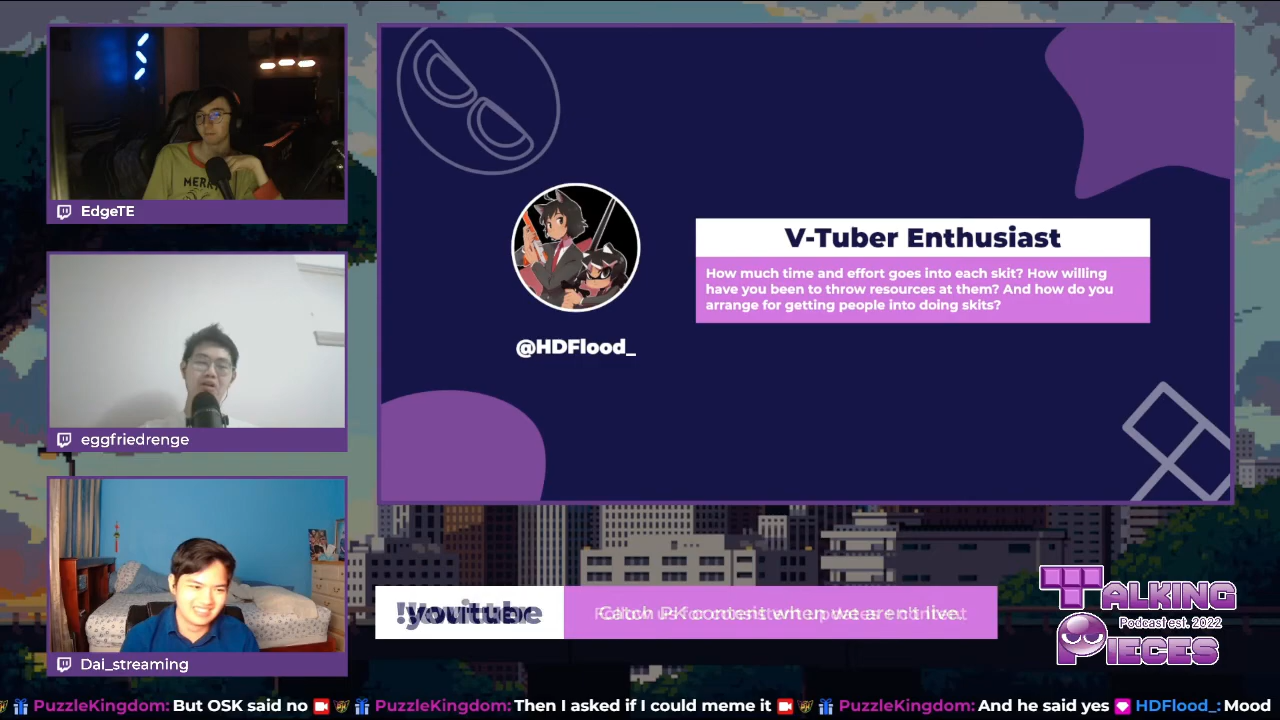 MERRY
EdgeTE
eggfriedrenge
Dai_streaming
@HDFlood_
V-Tuber Enthusiast
How much time and effort goes into each skit? How willing
have you been to throw resources at them? And how do you
arrange for getting people into doing skits?
!youtube
TALKING
Podcast est. 2022
PIECES
PuzzleKingdom: But OSK said no PuzzleKingdom: Then I asked if I could meme it PuzzleKingdom: And he said yes HDFlood_: Mood